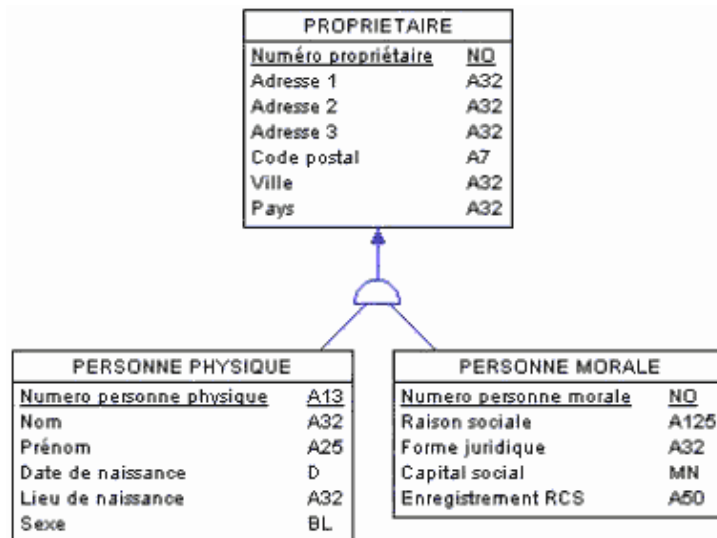 PROPRIETAIRE
Numéro propriétaire NO
Adresse 1 A32
Adresse 2 A32
Adresse 3 A32
Code postal A7
Ville A32
Pays A32
PERSONNE PHYSIQUE
Numero personne physique A13
Nom A32
Prénom A25
Date de naissance D
Lieu de naissance A32
Sexe BL
PERSONNE MORALE
Numero personne morale NO
Raison sociale A125
Forme juridique A32
Capital social MN
Enregistrement RCS A50